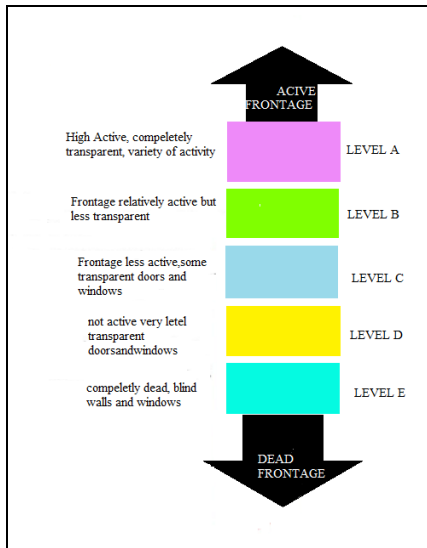 ACIVE
FRONTAGE
High Active, compeletely
transparent, variety of activity
LEVEL A
Frontage relatively active but
less transparent
LEVEL B
Frontage less active,some
transparent doors and
windows
LEVEL C
not active very letel
transparent
doorsandwindows
LEVEL D
compeletly dead, blind
walls and windows
LEVEL E
DEAD
FRONTAGE